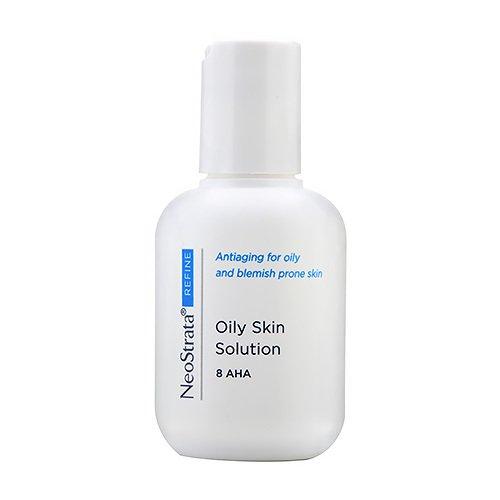 NeoStrata® REFINE
Antiaging for oily
and blemish prone skin
Oily Skin
Solution
8 AHA